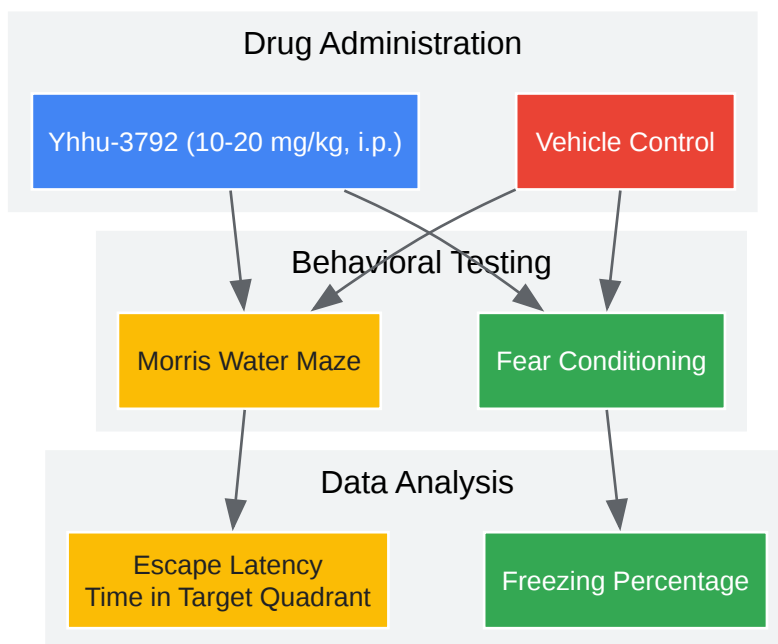 Drug Administration
Yhhu-3792 (10-20 mg/kg, i.p.)
Vehicle Control
Behavioral Testing
Morris Water Maze
Fear Conditioning
Data Analysis
Escape Latency
Time in Target Quadrant
Freezing Percentage